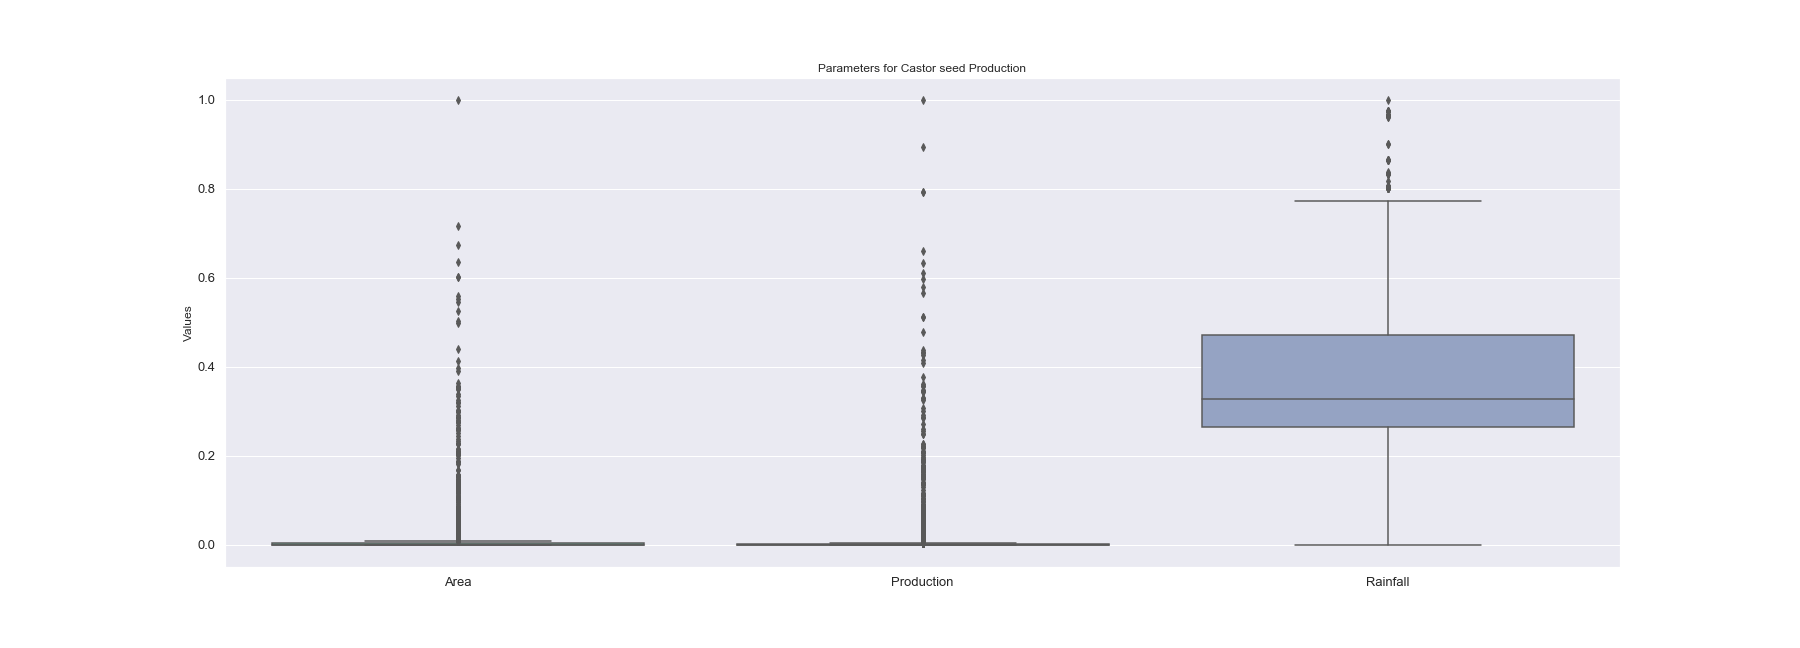 Parameters for Castor seed Production
1.0
0.8
0.6
0.4
0.2
0.0
Values
Area
Production
Rainfall